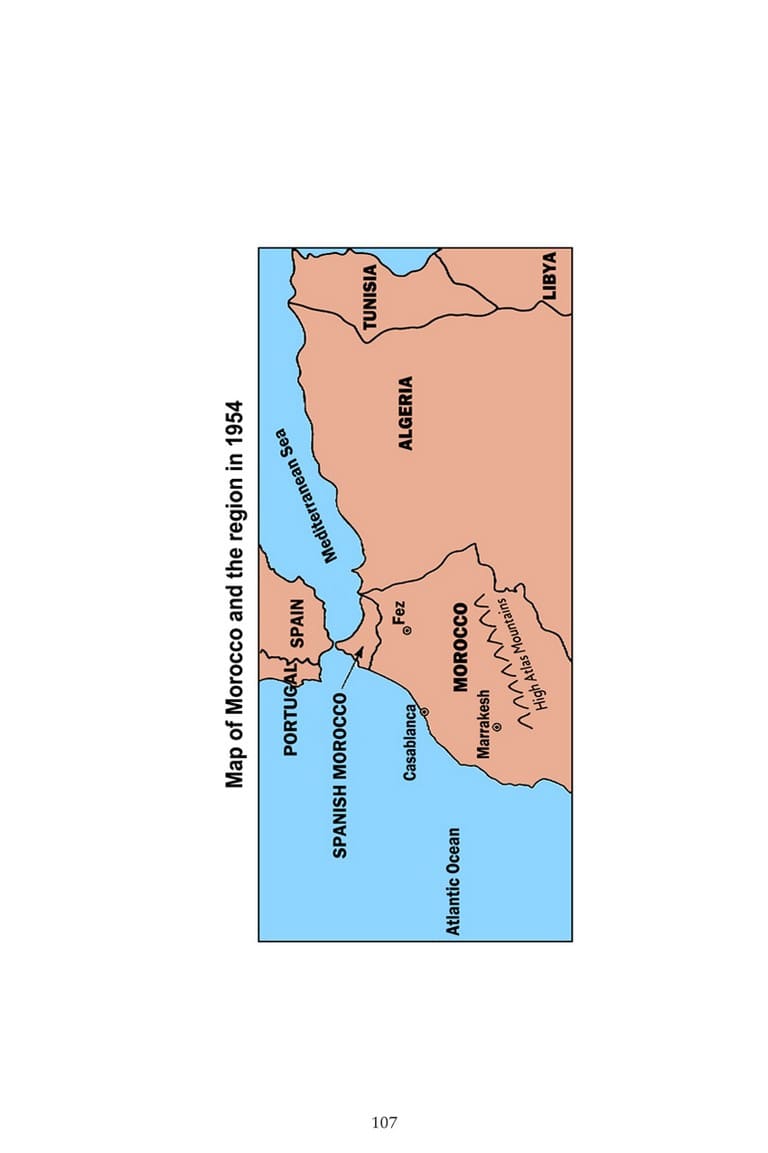 Map of Morocco and the region in 1954
PORTUGAL
SPAIN
Mediterranean Sea
SPANISH MOROCCO
TUNISIA
Casablanca
Fez
ALGERIA
Atlantic Ocean
MOROCCO
Marrakesh
High Atlas Mountains
LIBYA
107